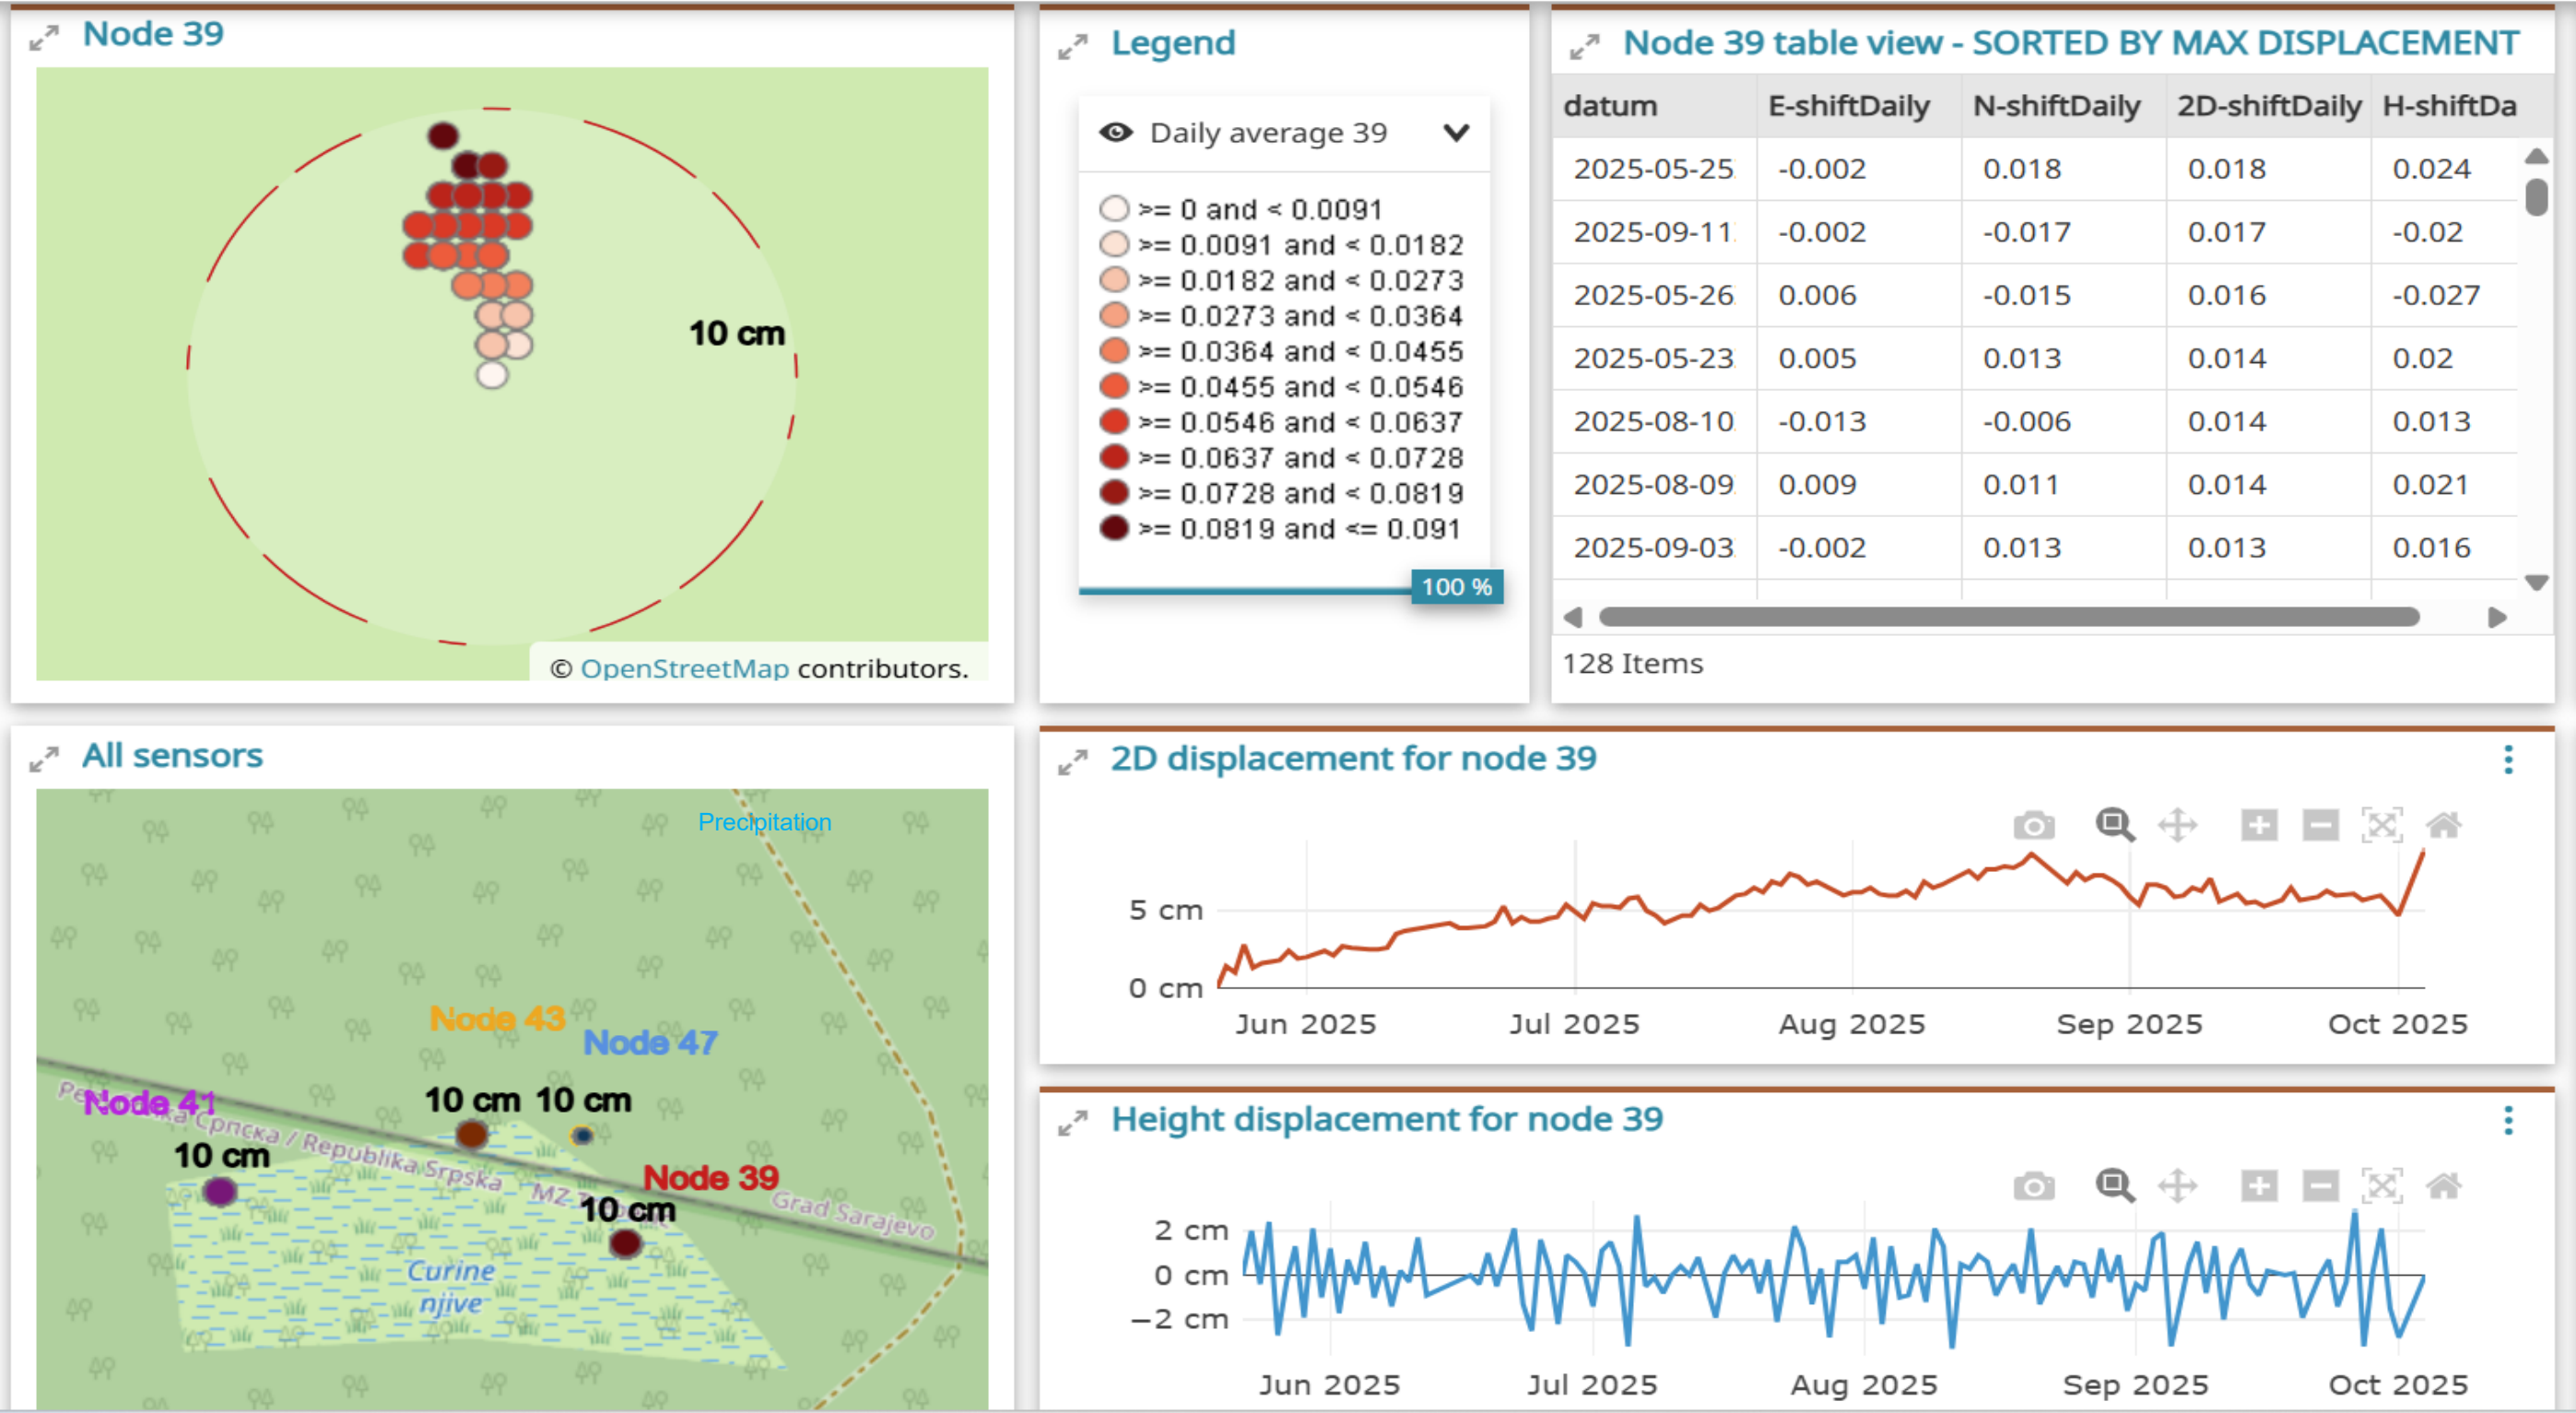 Node 39
10 cm
© OpenStreetMap contributors.
Legend
Daily average 39
>= 0 and < 0.0091
>= 0.0091 and < 0.0182
>= 0.0182 and < 0.0273
>= 0.0273 and < 0.0364
>= 0.0364 and < 0.0455
>= 0.0455 and < 0.0546
>= 0.0546 and < 0.0637
>= 0.0637 and < 0.0728
>= 0.0728 and < 0.0819
>= 0.0819 and <= 0.091
100 %
Node 39 table view - SORTED BY MAX DISPLACEMENT
datum E-shiftDaily N-shiftDaily 2D-shiftDaily H-shiftDa
2025-05-25 -0.002 0.018 0.018 0.024
2025-09-11 -0.002 -0.017 0.017 -0.02
2025-05-26 0.006 -0.015 0.016 -0.027
2025-05-23 0.005 0.013 0.014 0.02
2025-08-10 -0.013 -0.006 0.014 0.013
2025-08-09 0.009 0.011 0.014 0.021
2025-09-03 -0.002 0.013 0.013 0.016
128 Items
All sensors
Precipitation
Node 43
Node 47
10 cm 10 cm
Node 41
Српска / Republika Srpska
10 cm
Node 39
MZ
10 cm
Grad Sarajevo
Curine
njive
2D displacement for node 39
5 cm
0 cm
Jun 2025 Jul 2025 Aug 2025 Sep 2025 Oct 2025
Height displacement for node 39
2 cm
0 cm
−2 cm
Jun 2025 Jul 2025 Aug 2025 Sep 2025 Oct 2025